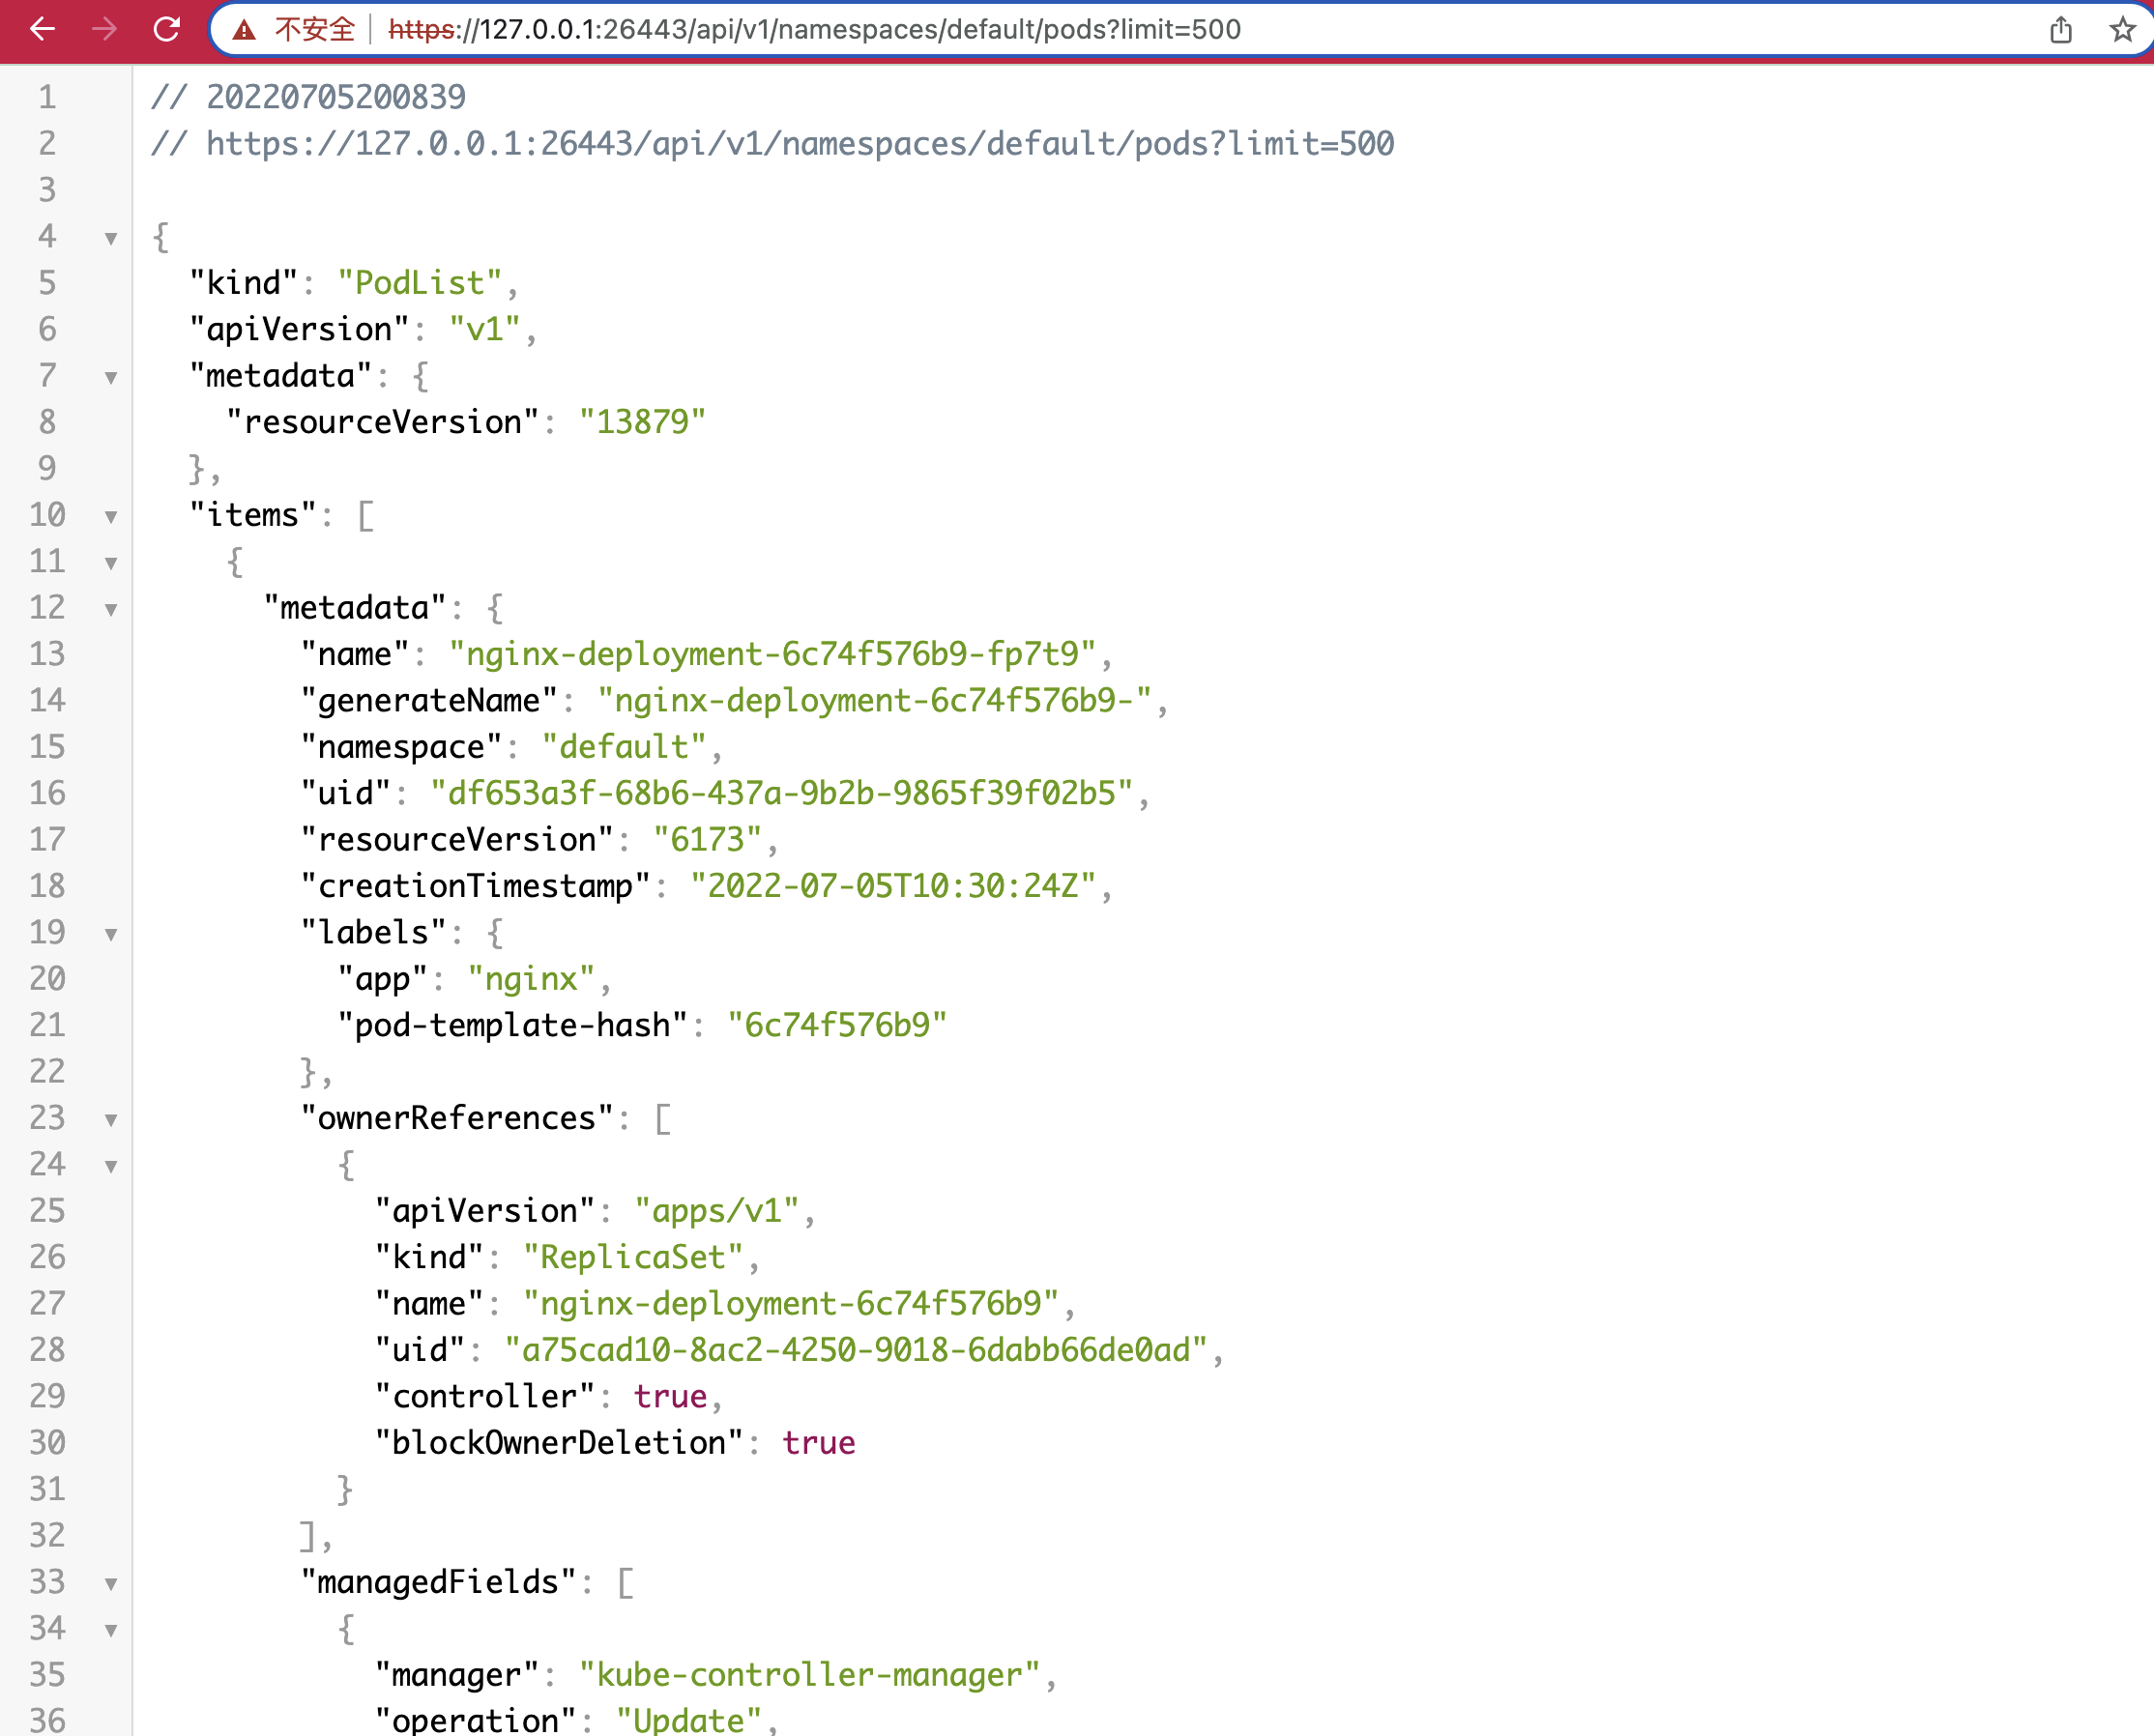 不安全 https://127.0.0.1:26443/api/v1/namespaces/default/pods?limit=500
1 // 20220705200839
2 // https://127.0.0.1:26443/api/v1/namespaces/default/pods?limit=500
3
4 {
5 "kind": "PodList",
6 "apiVersion": "v1",
7 "metadata": {
8 "resourceVersion": "13879"
9 },
10 "items": [
11 {
12 "metadata": {
13 "name": "nginx-deployment-6c74f576b9-fp7t9",
14 "generateName": "nginx-deployment-6c74f576b9-",
15 "namespace": "default",
16 "uid": "df653a3f-68b6-437a-9b2b-9865f39f02b5",
17 "resourceVersion": "6173",
18 "creationTimestamp": "2022-07-05T10:30:24Z",
19 "labels": {
20 "app": "nginx",
21 "pod-template-hash": "6c74f576b9"
22 },
23 "ownerReferences": [
24 {
25 "apiVersion": "apps/v1",
26 "kind": "ReplicaSet",
27 "name": "nginx-deployment-6c74f576b9",
28 "uid": "a75cad10-8ac2-4250-9018-6dabb66de0ad",
29 "controller": true,
30 "blockOwnerDeletion": true
31 }
32 ],
33 "managedFields": [
34 {
35 "manager": "kube-controller-manager",
36 "operation": "Update",